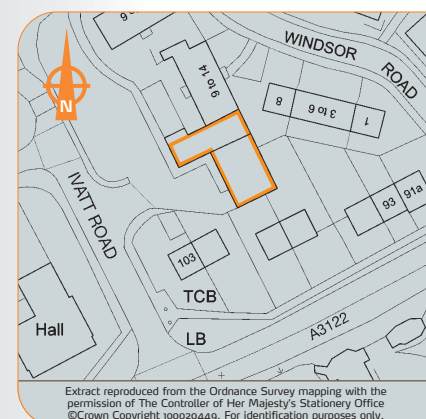 6 o
WINDSOR
ROAD
9 to 14
8
3 to 6
1
N
IVATT ROAD
91a
93
103
TCB
Hall
LB
A3122
Extract reproduced from the Ordnance Survey mapping with the
permission of The Controller of Her Majesty's Stationery Office
©Crown Copyright 100020449. For identification purposes only.